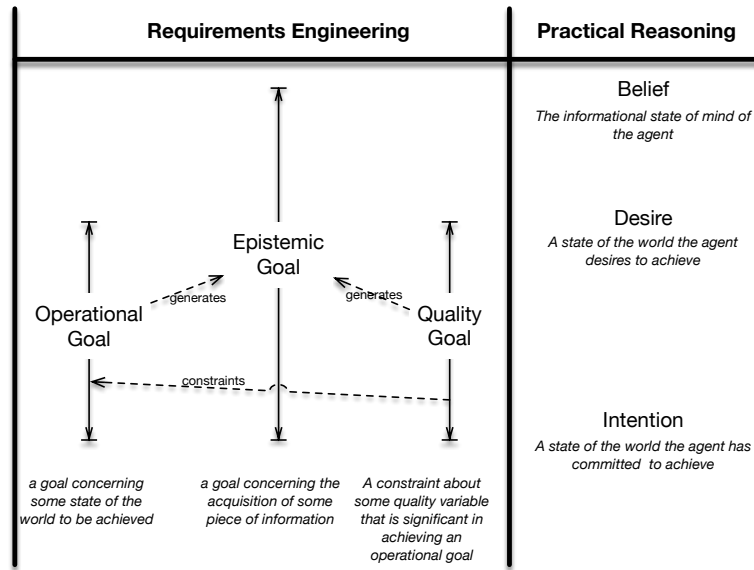 Requirements Engineering
Practical Reasoning
Belief
The informational state of mind of
the agent
Desire
A state of the world the agent
desires to achieve
Epistemic
Goal
generates
generates
Operational
Goal
Quality
Goal
constraints
Intention
A state of the world the agent has
committed to achieve
a goal concerning
some state of the
world to be achieved
a goal concerning the
acquisition of some
piece of information
A constraint about
some quality variable
that is significant in
achieving an
operational goal